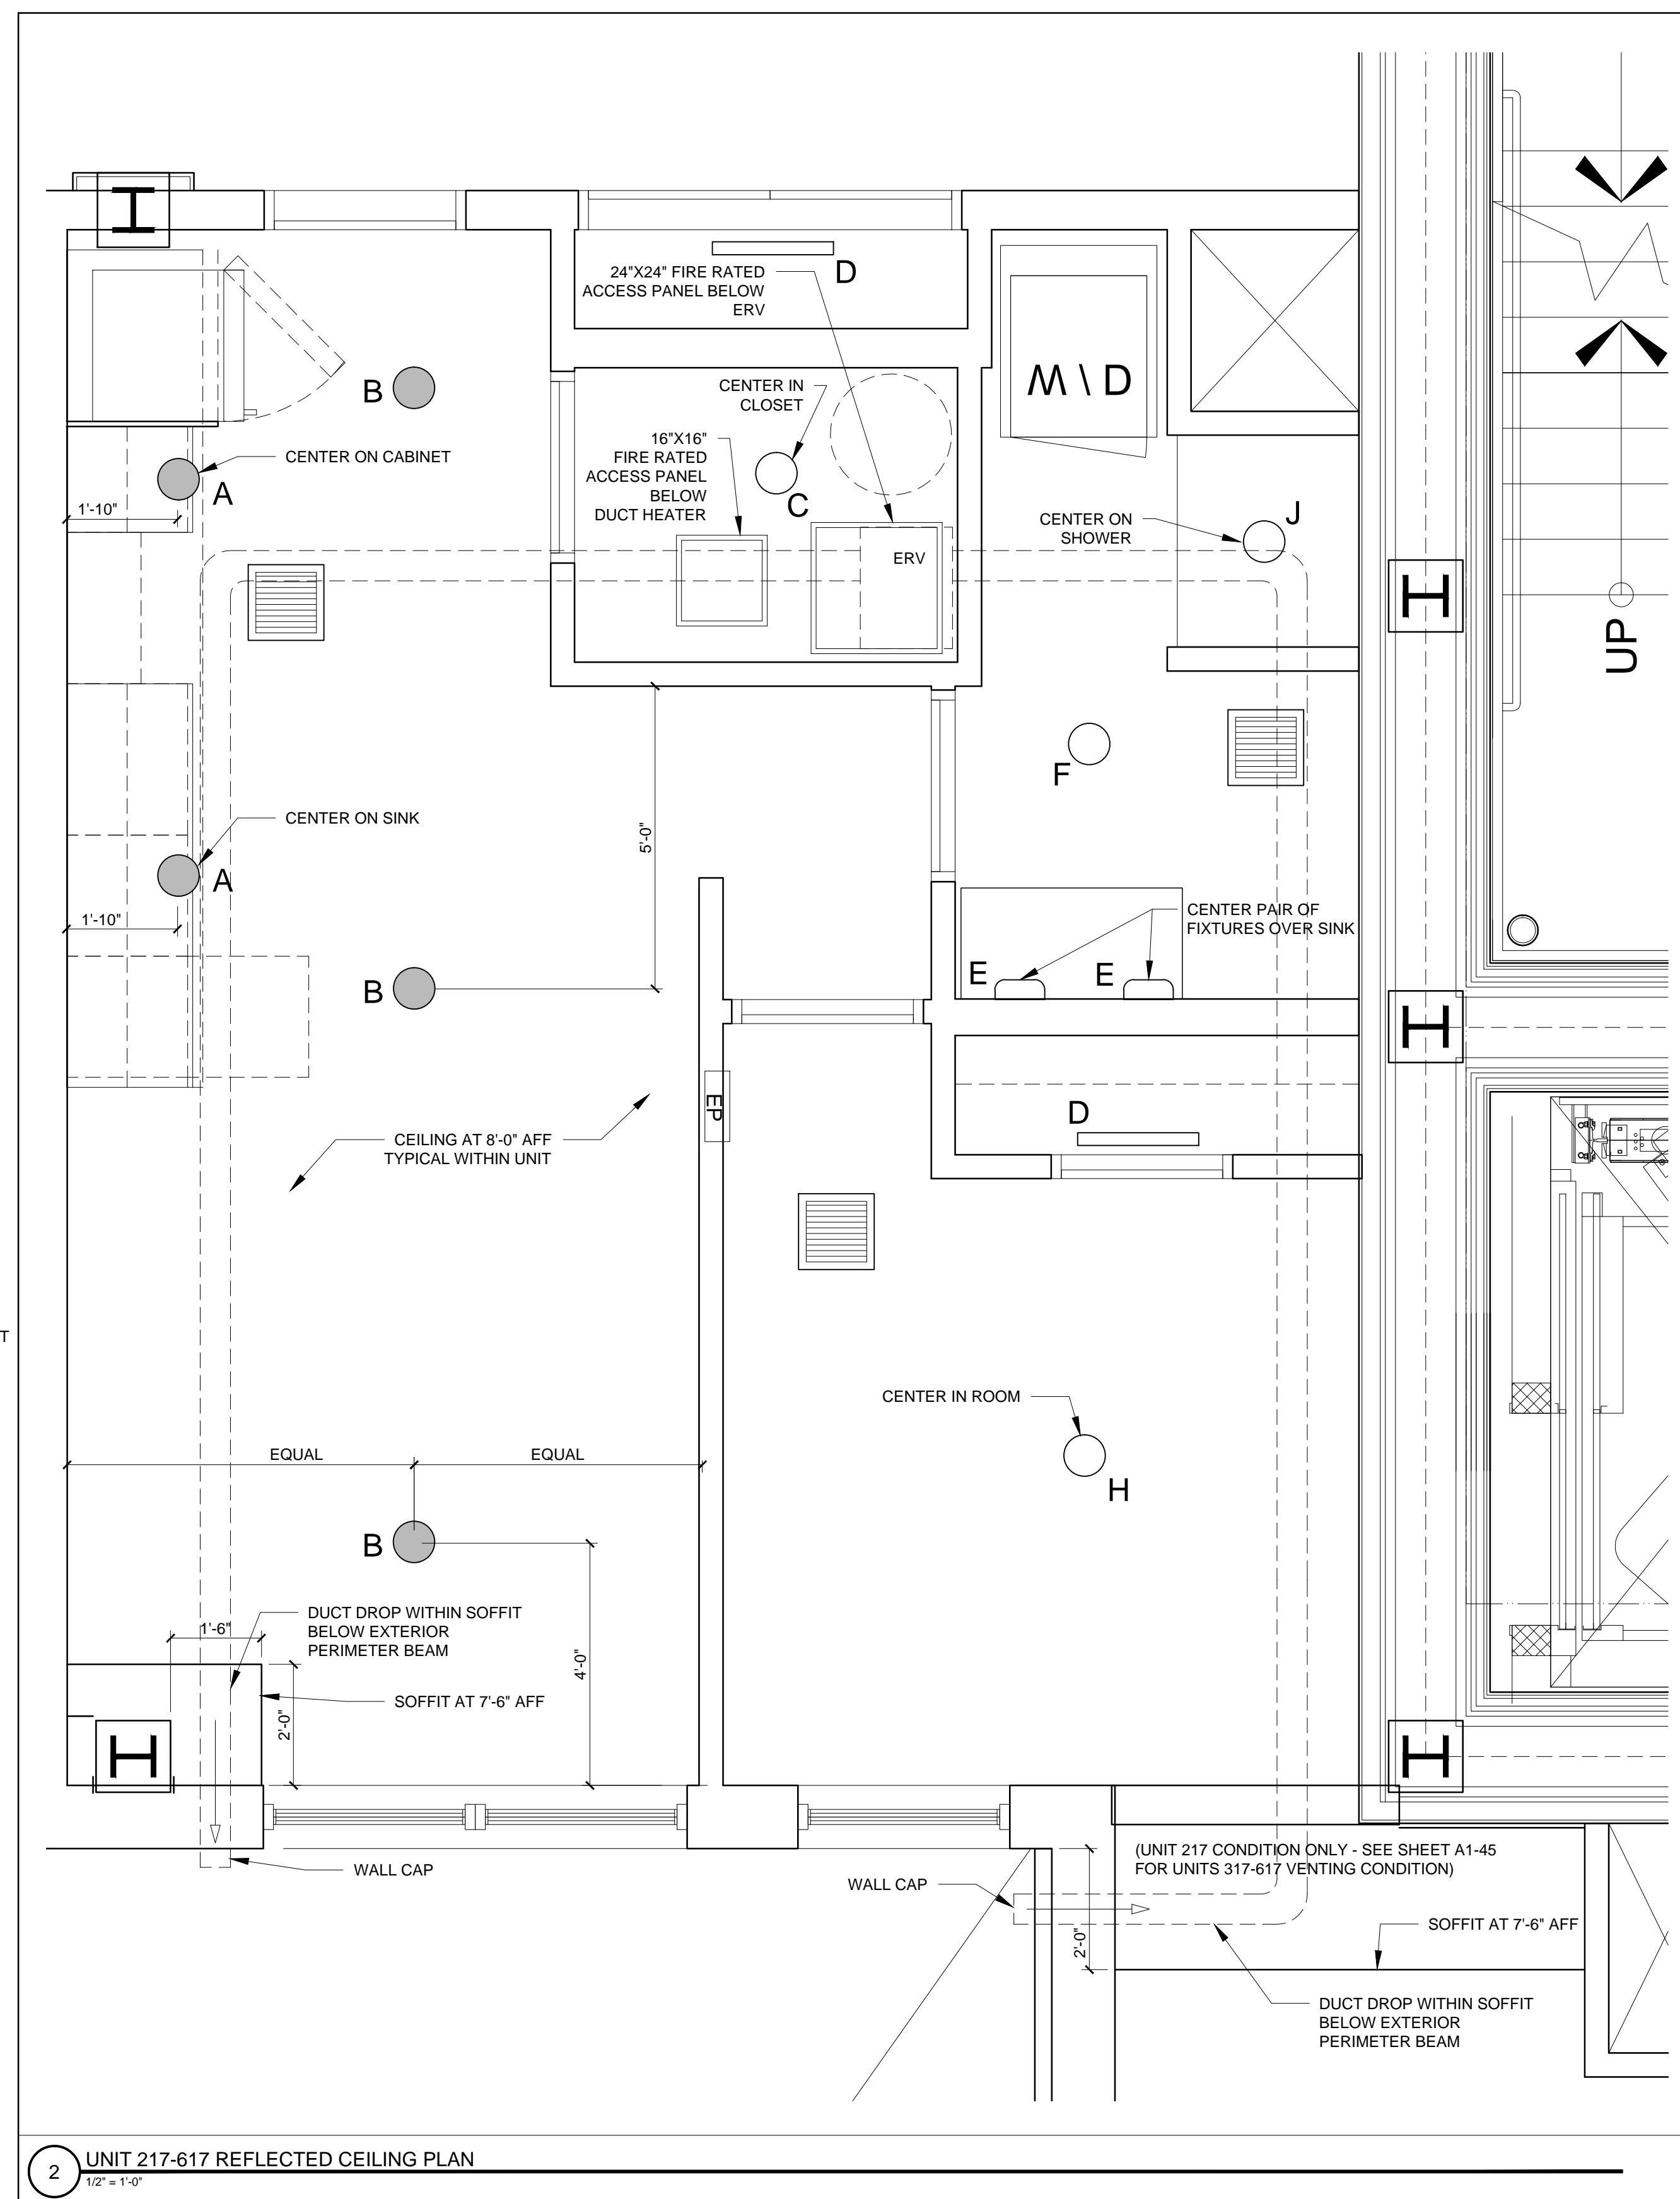 D
24"X24" FIRE RATED
ACCESS PANEL BELOW
ERV
W \ D
B
CENTER IN
CLOSET
16"X16"
FIRE RATED
ACCESS PANEL
BELOW
DUCT HEATER
CENTER ON CABINET
A
1'-10"
C
J
CENTER ON
SHOWER
ERV
UP
F
CENTER ON SINK
5'-0"
A
1'-10"
CENTER PAIR OF
FIXTURES OVER SINK
E
E
B
EP
D
CEILING AT 8'-0" AFF
TYPICAL WITHIN UNIT
T
CENTER IN ROOM
EQUAL
EQUAL
H
B
DUCT DROP WITHIN SOFFIT
BELOW EXTERIOR
PERIMETER BEAM
1'-6"
4'-0"
SOFFIT AT 7'-6" AFF
2'-0"
(UNIT 217 CONDITION ONLY - SEE SHEET A1-45
FOR UNITS 317-617 VENTING CONDITION)
WALL CAP
WALL CAP
SOFFIT AT 7'-6" AFF
2'-0"
DUCT DROP WITHIN SOFFIT
BELOW EXTERIOR
PERIMETER BEAM
2
UNIT 217-617 REFLECTED CEILING PLAN
1/2" = 1'-0"